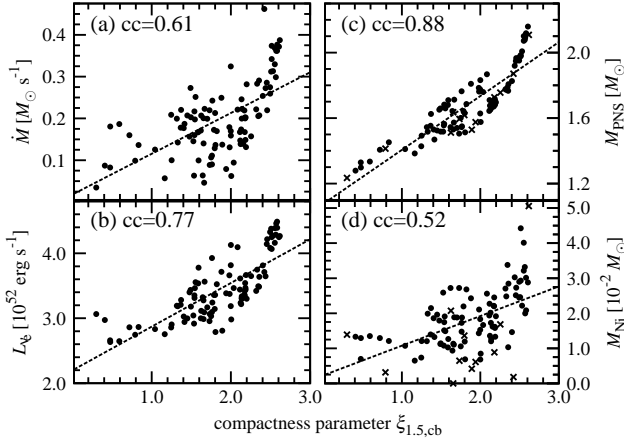 (a) cc=0.61
(c) cc=0.88
0.4
0.3
0.2
0.1
Ṁ [M⊙ s⁻¹]
2.0
1.6
1.2
M_PNS [M⊙]
(b) cc=0.77
(d) cc=0.52
4.0
3.0
2.0
L_ν̄e [10⁵² erg s⁻¹]
5.0
4.0
3.0
2.0
1.0
0.0
M_Ni [10⁻² M⊙]
1.0 2.0 3.0 1.0 2.0 3.0
compactness parameter ξ_1.5,cb